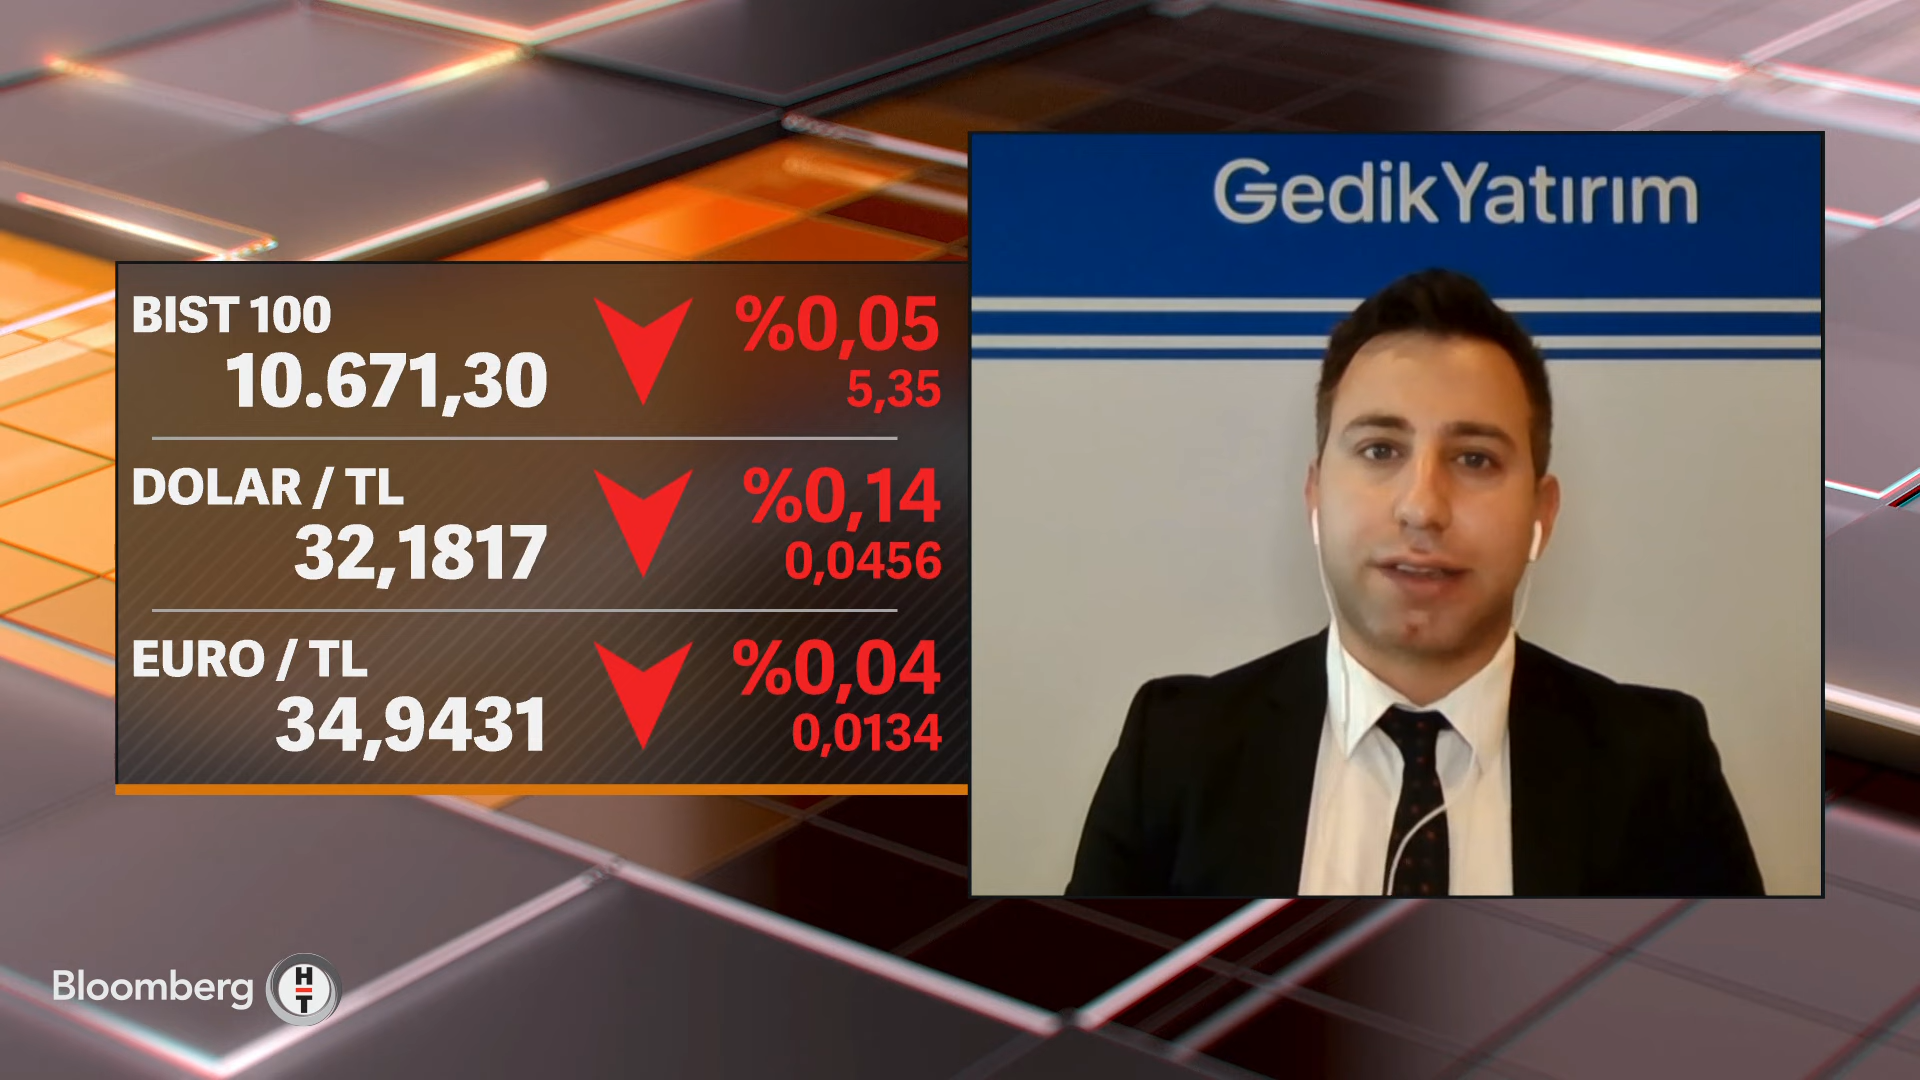 GedikYatırım
BIST 100
10.671,30
%0,05
5,35
DOLAR / TL
32,1817
%0,14
0,0456
EURO / TL
34,9431
%0,04
0,0134
Bloomberg HT